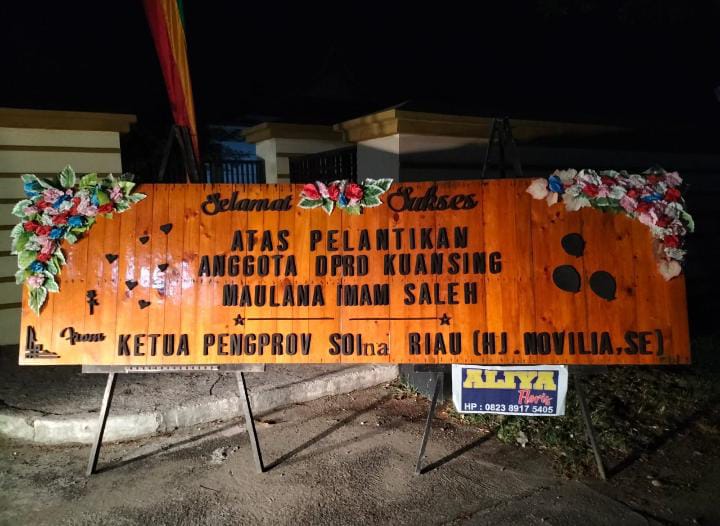 Selamat Sukses
ATAS PELANTIKAN
ANGGOTA DPRD KUANSING
MAULANA IMAM SALEH
From KETUA PENGPROV SOIna RIAU (HJ.NOVILIA,SE)
ALIYA
Floris
HP : 0823 8917 5405